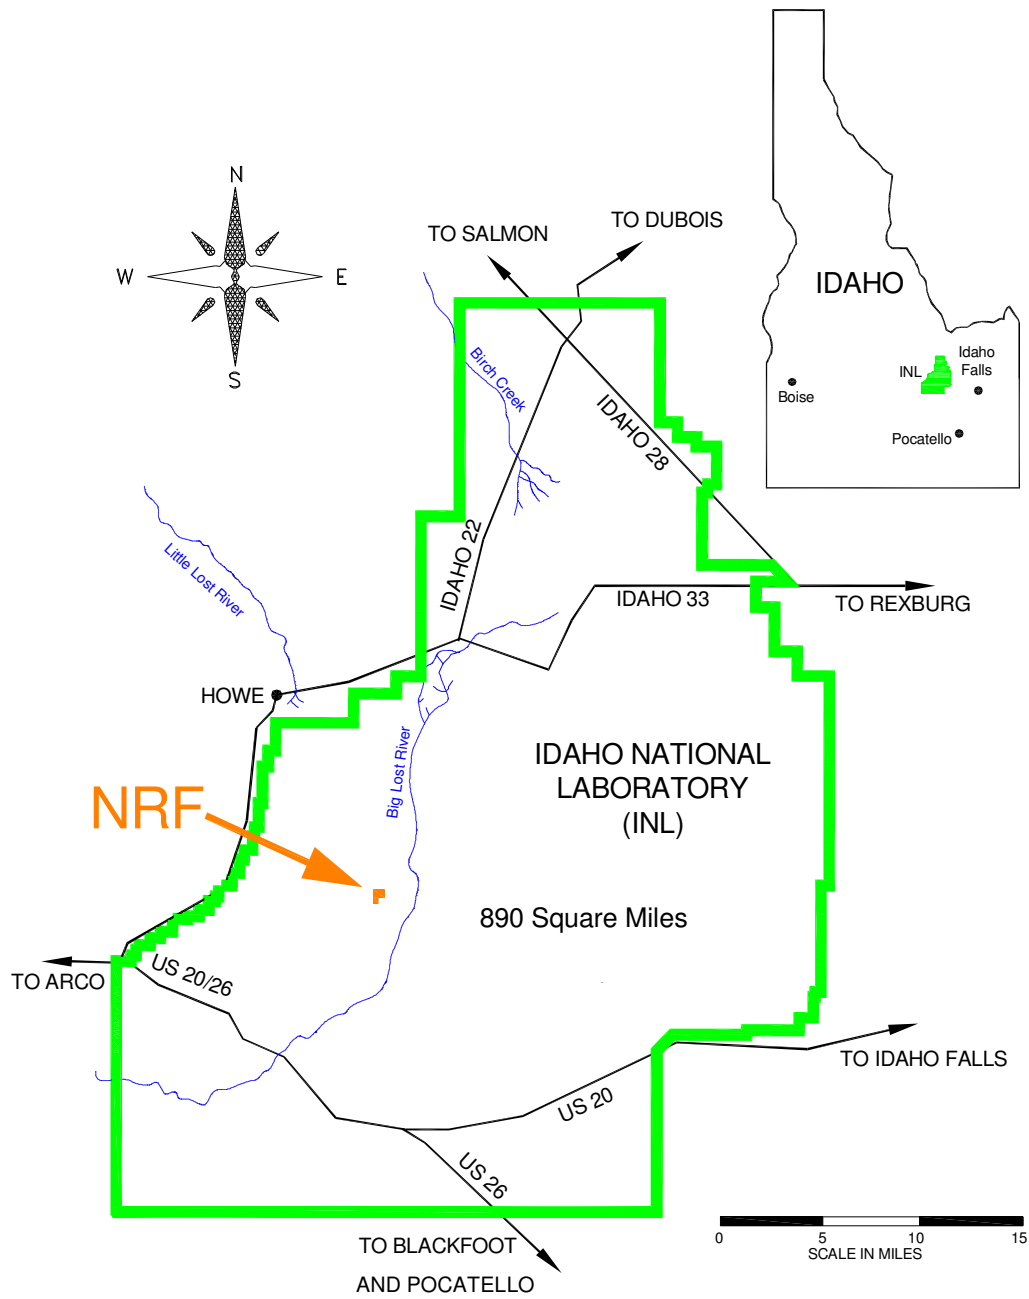 N
W
E
S
TO SALMON
TO DUBOIS
IDAHO
INL
Idaho
Falls
Boise
Pocatello
Birch Creek
IDAHO 28
IDAHO 22
Little Lost River
IDAHO 33
TO REXBURG
HOWE
Big Lost River
IDAHO NATIONAL
LABORATORY
(INL)
NRF
890 Square Miles
TO ARCO
US 20/26
TO IDAHO FALLS
US 20
US 26
TO BLACKFOOT
AND POCATELLO
0 5 10 15
SCALE IN MILES